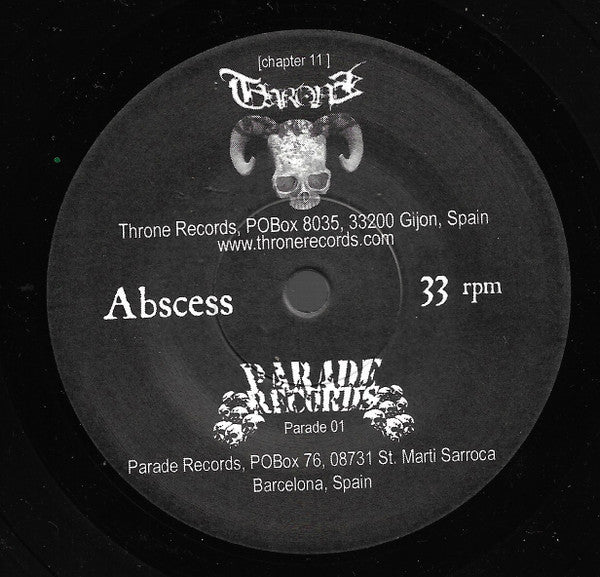 [chapter 11 ]
THRONE
Throne Records, POBox 8035, 33200 Gijon, Spain
www.thronerecords.com
Abscess
33 rpm
PARADE
RECORDS
Parade 01
Parade Records, POBox 76, 08731 St. Marti Sarroca
Barcelona, Spain